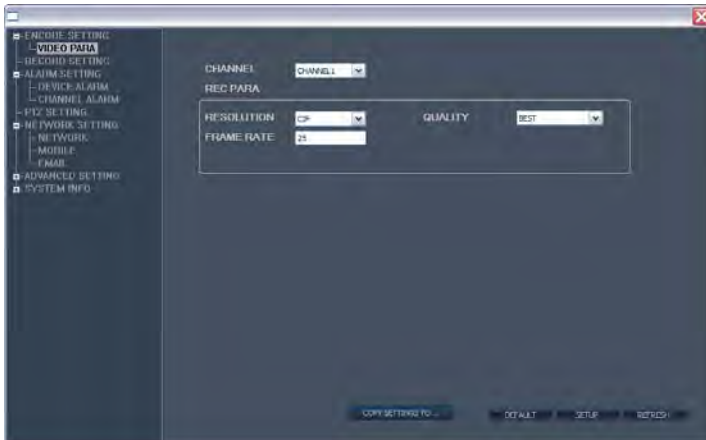 ENCODE SETTING
VIDEO PARA
RECORD SETTING
ALARM SETTING
DEVICE ALARM
CHANNEL ALARM
PTZ SETTING
NETWORK SETTING
NETWORK
MOBILE
EMAIL
ADVANCED SETTING
SYSTEM INFO
CHANNEL CHANNEL1
REC PARA
RESOLUTION CIF QUALITY BEST
FRAME RATE 25
COPY SETTINGS TO ... DEFAULT SETUP REFRESH